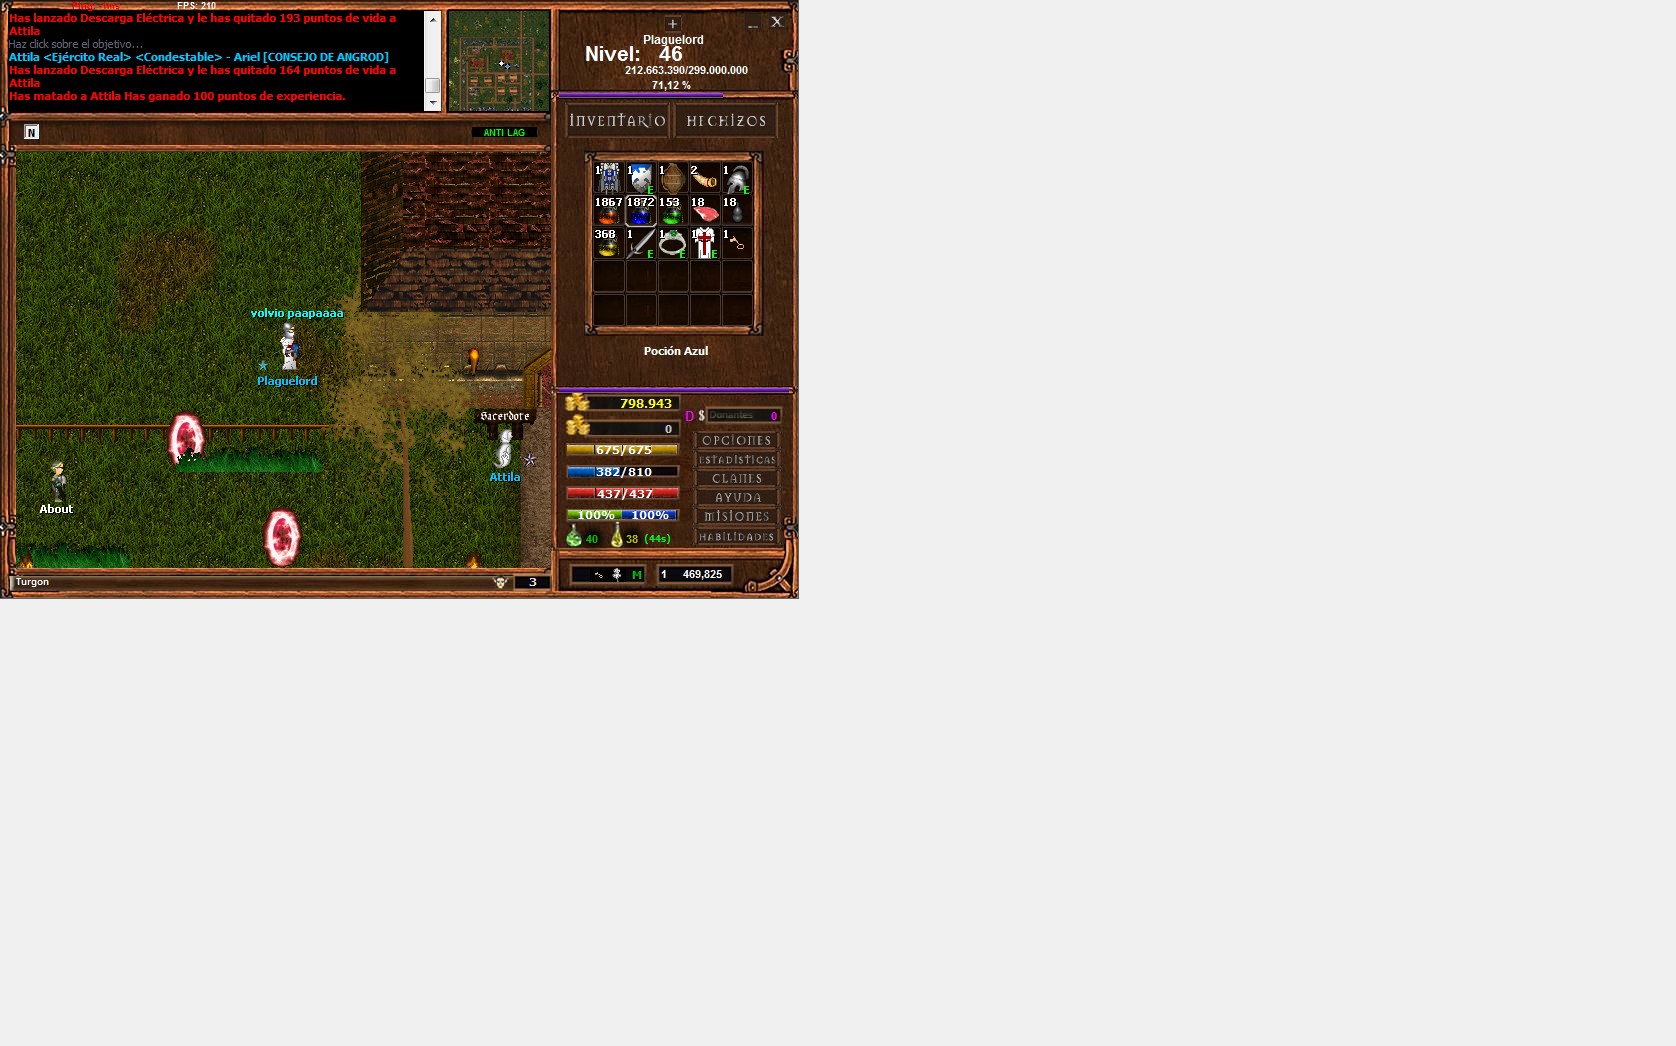 FPS: 210
Has lanzado Descarga Eléctrica y le has quitado 193 puntos de vida a
Attila
Haz click sobre el objetivo...
Attila <Ejército Real> <Condestable> - Ariel [CONSEJO DE ANGROD]
Has lanzado Descarga Eléctrica y le has quitado 164 puntos de vida a
Attila
Has matado a Attila Has ganado 100 puntos de experiencia.
N
ANTI LAG
+
_ X
Plaguelord
Nivel: 46
212.663.390/299.000.000
71,12 %
INVENTARIO HECHIZOS
1 1 1 2 1
E E
1867 1872 153 18 18
368 1 1 1 1
E E E
Poción Azul
volvio paapaaaa
Plaguelord
Sacerdote
Attila
About
798.943
0
D $ Donantes 0
675/675
382/810
437/437
100% 100%
40 38 (44s)
OPCIONES
ESTADISTICAS
CLANES
AYUDA
MISIONES
HABILIDADES
Turgon
3
M
1 469,825